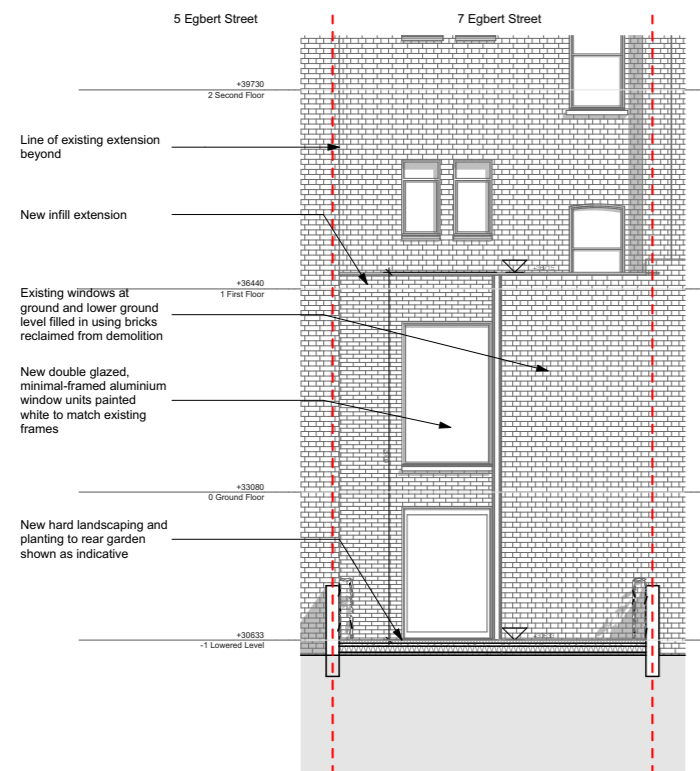 5 Egbert Street
7 Egbert Street
+39730
2 Second Floor
Line of existing extension
beyond
New infill extension
+36440
1 First Floor
Existing windows at
ground and lower ground
level filled in using bricks
reclaimed from demolition
New double glazed,
minimal-framed aluminium
window units painted
white to match existing
frames
+33080
0 Ground Floor
New hard landscaping and
planting to rear garden
shown as indicative
+30633
-1 Lowered Level